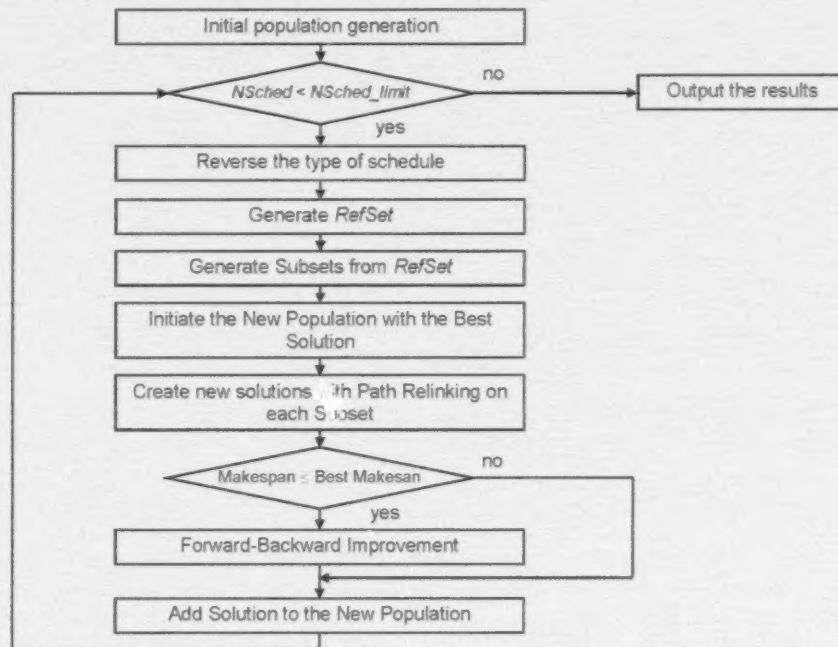 Initial population generation
NSched < NSched_limit
no
Output the results
yes
Reverse the type of schedule
Generate RefSet
Generate Subsets from RefSet
Initiate the New Population with the Best
Solution
Create new solutions with Path Relinking on
each Subset
Makespan ≤ Best Makesan
no
yes
Forward-Backward Improvement
Add Solution to the New Population